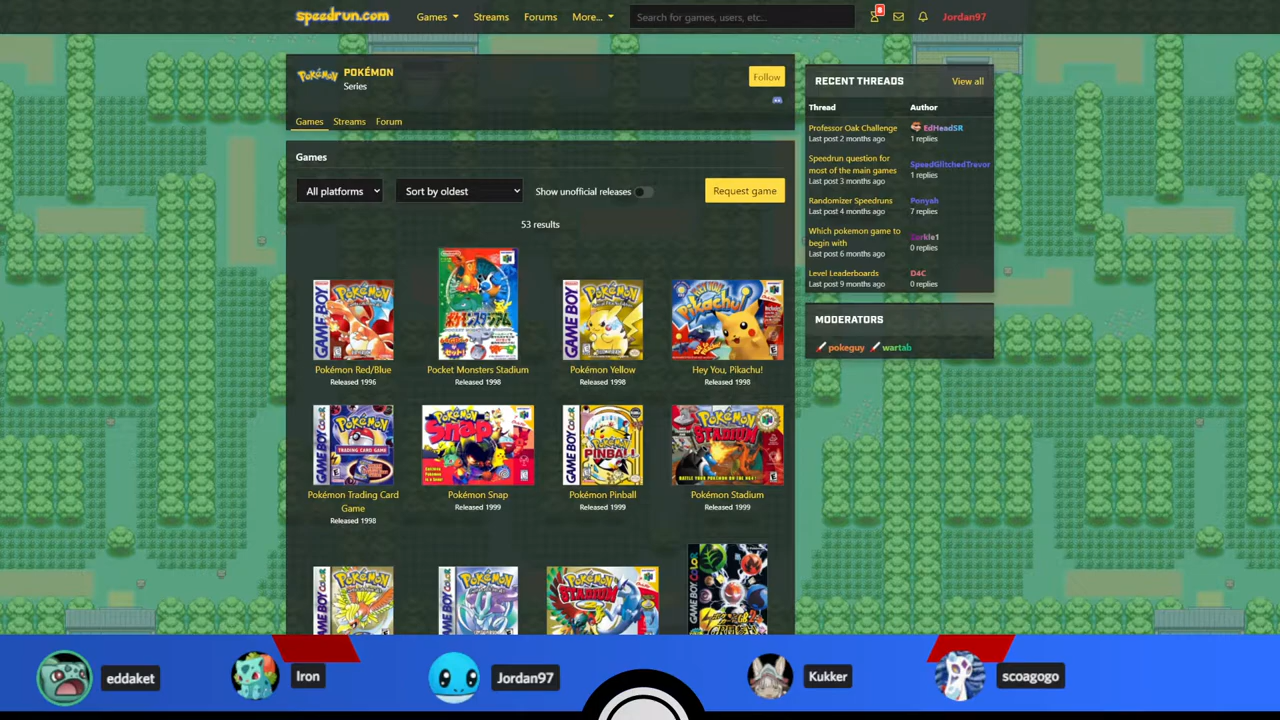 speedrun.com Games Streams Forums More... Search for games, users, etc... 8 Jordan97
Pokémon POKÉMON
Series
Follow
Games Streams Forum
Games
All platforms Sort by oldest Show unofficial releases Request game
53 results
Pokémon Red/Blue
Released 1996
Pocket Monsters Stadium
Released 1998
Pokémon Yellow
Released 1998
Hey You, Pikachu!
Released 1998
Pokémon Trading Card
Game
Released 1998
Pokémon Snap
Released 1999
Pokémon Pinball
Released 1999
Pokémon Stadium
Released 1999
RECENT THREADS View all
Thread Author
Professor Oak Challenge EdHeadSR
Last post 2 months ago 1 replies
Speedrun question for
most of the main games SpeedGlitchedTrevor
Last post 3 months ago 1 replies
Randomizer Speedruns
Last post 4 months ago 7 replies
Which pokemon game to
begin with
Last post 6 months ago 0 replies
Level Leaderboards D4C
Last post 9 months ago 0 replies
MODERATORS
pokeguy wartab
eddaket Iron Jordan97 Kukker scoagogo